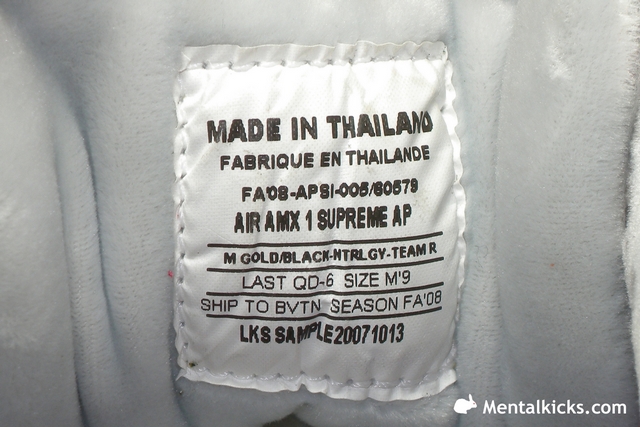 MADE IN THAILAND
FABRIQUE EN THAILANDE
FA'08-APSI-005/60579
AIR AMX 1 SUPREME AP
M GOLD/BLACK-NTRLGY-TEAM R
LAST QD-6 SIZE M'9
SHIP TO BVTN SEASON FA'08
LKS SAMPLE20071013
Mentalkicks.com